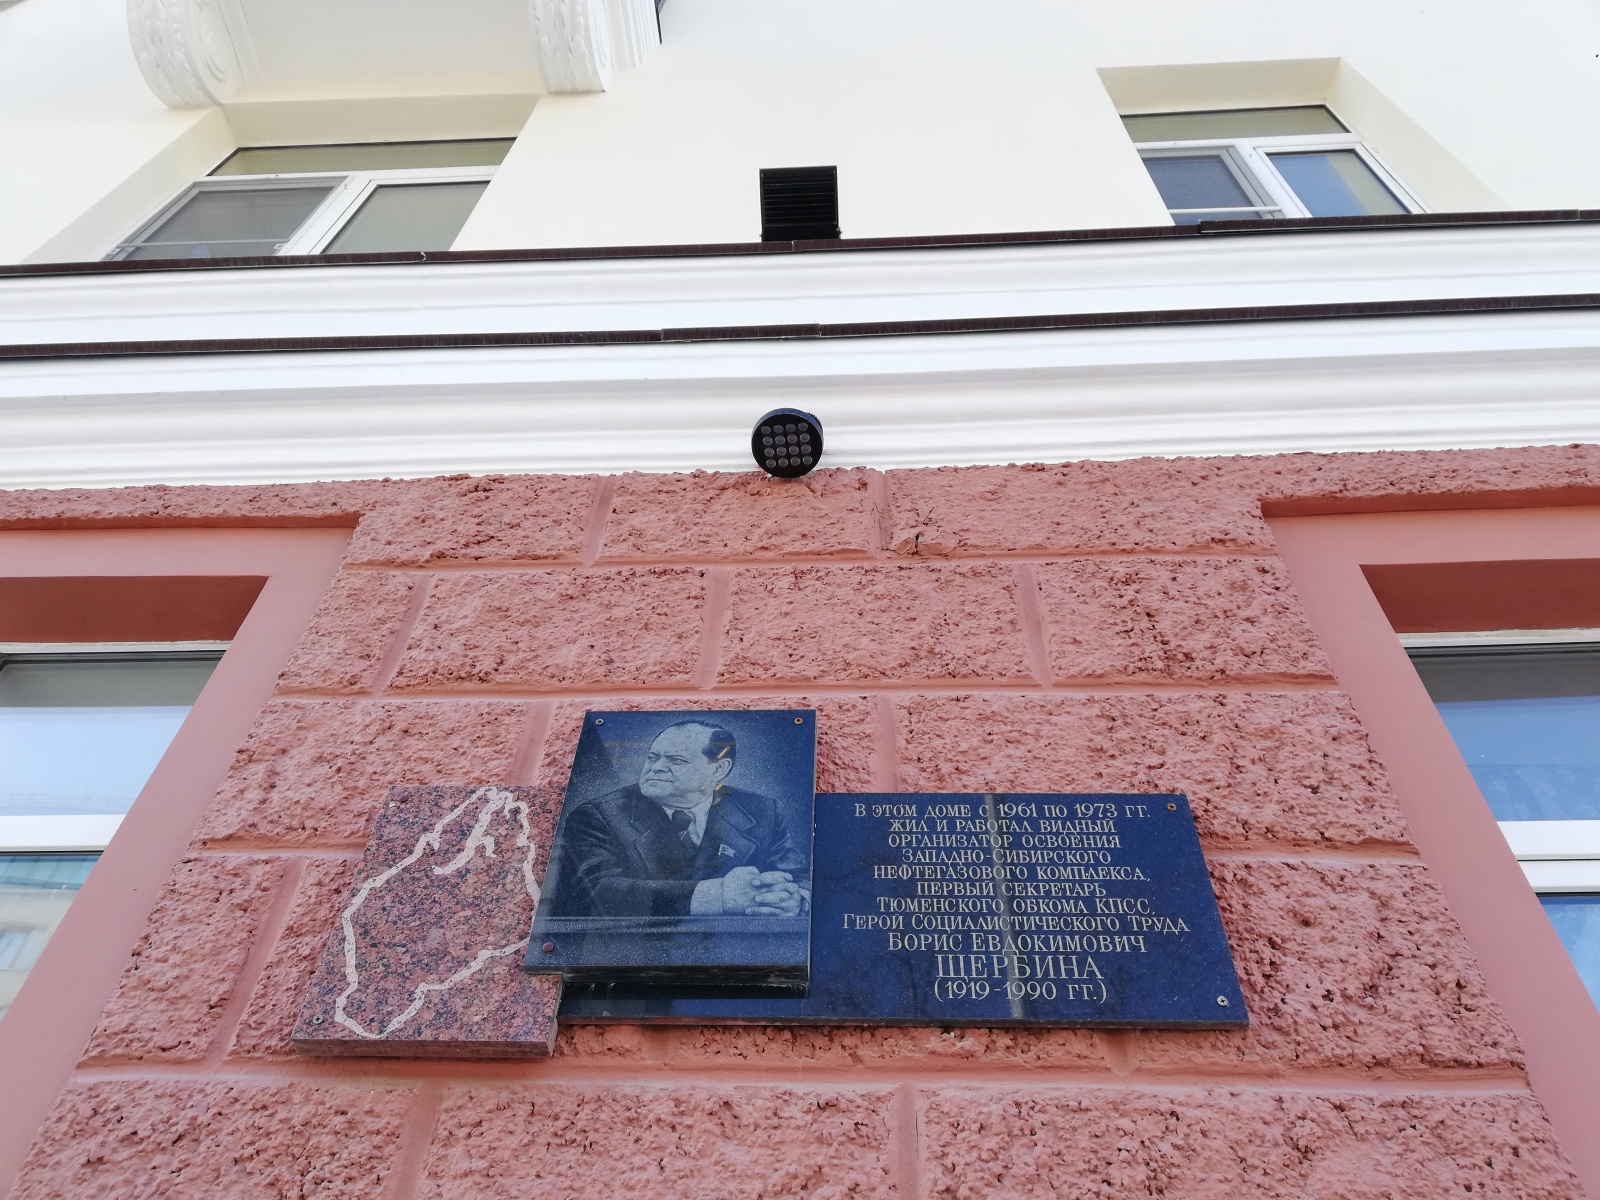 В этом доме с 1961 по 1973 гг.
жил и работал видный
организатор освоения
Западно-Сибирского
нефтегазового комплекса,
первый секретарь
Тюменского обкома КПСС,
Герой Социалистического Труда
Борис Евдокимович
ЩЕРБИНА
(1919-1990 гг.)